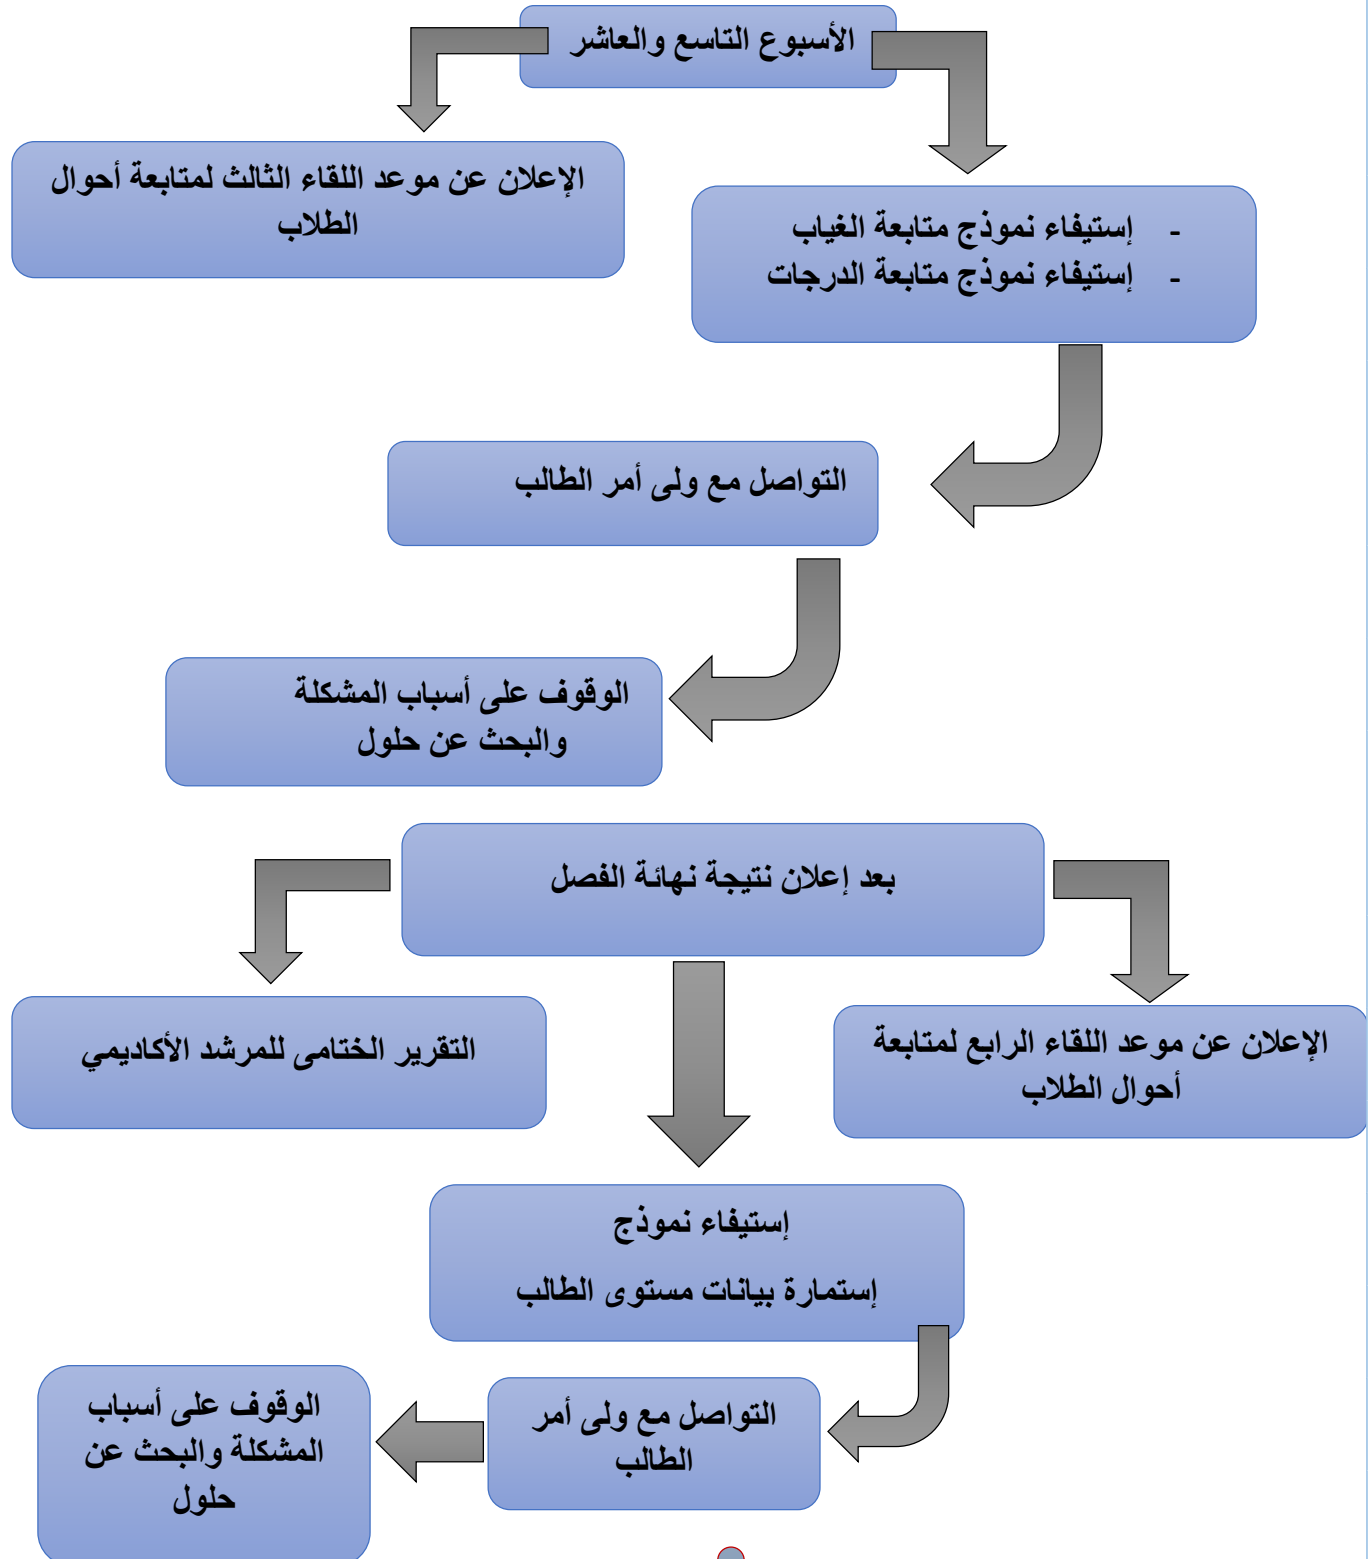 الأسبوع التاسع والعاشر
الإعلان عن موعد اللقاء الثالث لمتابعة أحوال
الطلاب
- إستيفاء نموذج متابعة الغياب
- إستيفاء نموذج متابعة الدرجات
التواصل مع ولى أمر الطالب
الوقوف على أسباب المشكلة
والبحث عن حلول
بعد إعلان نتيجة نهائة الفصل
الإعلان عن موعد اللقاء الرابع لمتابعة
أحوال الطلاب
التقرير الختامى للمرشد الأكاديمي
إستيفاء نموذج
إستمارة بيانات مستوى الطالب
التواصل مع ولى أمر
الطالب
الوقوف على أسباب
المشكلة والبحث عن
حلول